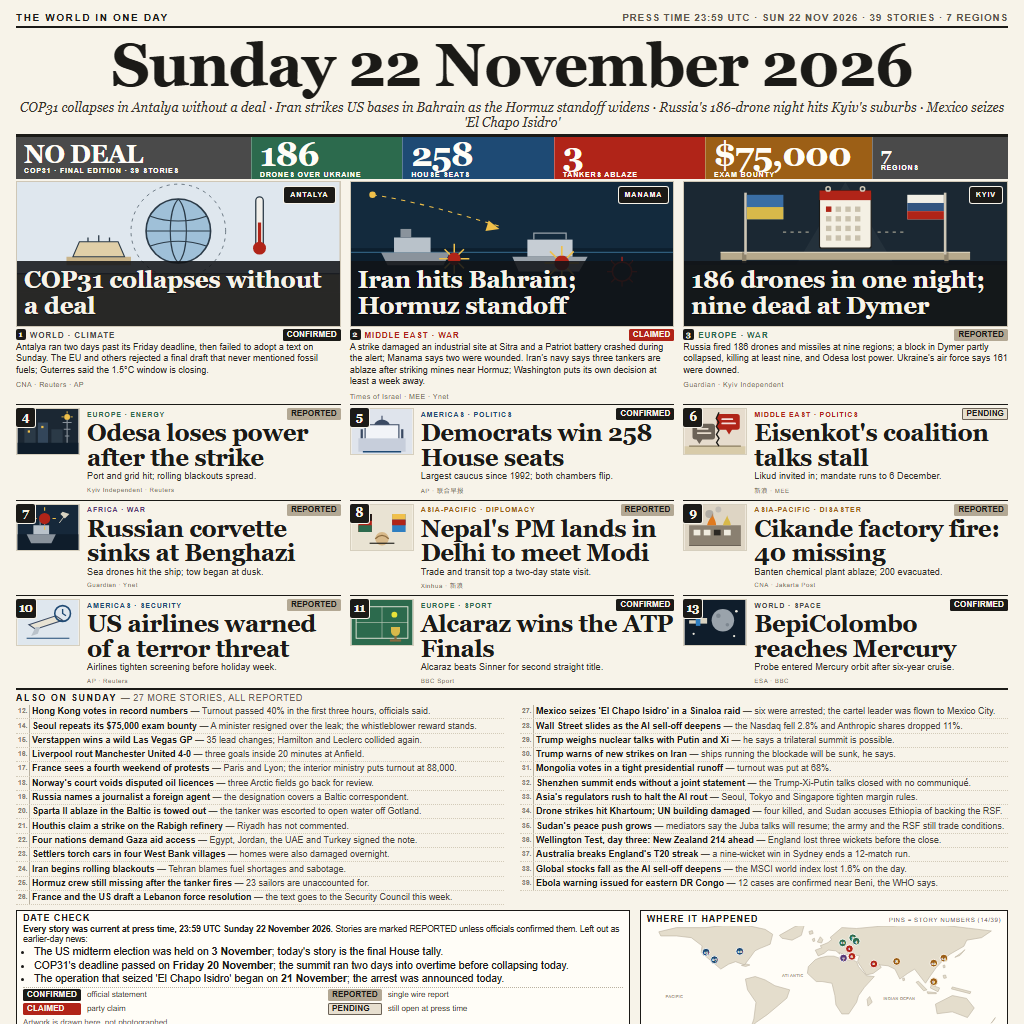 THE WORLD IN ONE DAY
PRESS TIME 23:59 UTC · SUN 22 NOV 2026 · 39 STORIES · 7 REGIONS
Sunday 22 November 2026
COP31 collapses in Antalya without a deal · Iran strikes US bases in Bahrain as the Hormuz standoff widens · Russia's 186-drone night hits Kyiv's suburbs · Mexico seizes
'El Chapo Isidro'
NO DEAL
COP31 · FINAL EDITION · 39 STORIES
186
DRONES OVER UKRAINE
258
HOUSE SEATS
3
TANKERS ABLAZE
$75,000
EXAM BOUNTY
7
REGIONS
ANTALYA
COP31 collapses without
a deal
1 WORLD · CLIMATE CONFIRMED
Antalya ran two days past its Friday deadline, then failed to adopt a text on
Sunday. The EU and others rejected a final draft that never mentioned fossil
fuels; Guterres said the 1.5°C window is closing.
CNA · Reuters · AP
MANAMA
Iran hits Bahrain;
Hormuz standoff
2 MIDDLE EAST · WAR CLAIMED
A strike damaged an industrial site at Sitra and a Patriot battery crashed during
the alert; Manama says two were wounded. Iran's navy says three tankers are
ablaze after striking mines near Hormuz; Washington puts its own decision at
least a week away.
Times of Israel · MEE · Ynet
KYIV
186 drones in one night;
nine dead at Dymer
3 EUROPE · WAR REPORTED
Russia fired 186 drones and missiles at nine regions; a block in Dymer partly
collapsed, killing at least nine, and Odesa lost power. Ukraine's air force says 161
were downed.
Guardian · Kyiv Independent
4 EUROPE · ENERGY REPORTED
Odesa loses power
after the strike
Port and grid hit; rolling blackouts spread.
Kyiv Independent · Reuters
5 AMERICAS · POLITICS CONFIRMED
Democrats win 258
House seats
Largest caucus since 1992; both chambers flip.
AP · 联合早报
6 MIDDLE EAST · POLITICS PENDING
Eisenkot's coalition
talks stall
Likud invited in; mandate runs to 6 December.
· MEE
7 AFRICA · WAR REPORTED
Russian corvette
sinks at Benghazi
Sea drones hit the ship; tow began at dusk.
Guardian · Ynet
8 ASIA-PACIFIC · DIPLOMACY REPORTED
Nepal's PM lands in
Delhi to meet Modi
Trade and transit top a two-day state visit.
Xinhua ·
9 ASIA-PACIFIC · DISASTER REPORTED
Cikande factory fire:
40 missing
Banten chemical plant ablaze; 200 evacuated.
CNA · Jakarta Post
10 AMERICAS · SECURITY REPORTED
US airlines warned
of a terror threat
Airlines tighten screening before holiday week.
AP · Reuters
11 EUROPE · SPORT CONFIRMED
Alcaraz wins the ATP
Finals
Alcaraz beats Sinner for second straight title.
BBC Sport
13 WORLD · SPACE CONFIRMED
BepiColombo
reaches Mercury
Probe entered Mercury orbit after six-year cruise.
ESA · BBC
ALSO ON SUNDAY — 27 MORE STORIES, ALL REPORTED
12. Hong Kong votes in record numbers — Turnout passed 40% in the first three hours, officials said.
14. Seoul repeats its $75,000 exam bounty — A minister resigned over the leak; the whistleblower reward stands.
15. Verstappen wins a wild Las Vegas GP — 35 lead changes; Hamilton and Leclerc collided again.
16. Liverpool rout Manchester United 4-0 — three goals inside 20 minutes at Anfield.
17. France sees a fourth weekend of protests — Paris and Lyon; the interior ministry puts turnout at 88,000.
18. Norway's court voids disputed oil licences — three Arctic fields go back for review.
19. Russia names a journalist a foreign agent — the designation covers a Baltic correspondent.
20. Sparta II ablaze in the Baltic is towed out — the tanker was escorted to open water off Gotland.
21. Houthis claim a strike on the Rabigh refinery — Riyadh has not commented.
22. Four nations demand Gaza aid access — Egypt, Jordan, the UAE and Turkey signed the note.
23. Settlers torch cars in four West Bank villages — homes were also damaged overnight.
24. Iran begins rolling blackouts — Tehran blames fuel shortages and sabotage.
25. Hormuz crew still missing after the tanker fires — 23 sailors are unaccounted for.
26. France and the US draft a Lebanon force resolution — the text goes to the Security Council this week.
27. Mexico seizes 'El Chapo Isidro' in a Sinaloa raid — six were arrested; the cartel leader was flown to Mexico City.
28. Wall Street slides as the AI sell-off deepens — the Nasdaq fell 2.8% and Anthropic shares dropped 11%.
29. Trump weighs nuclear talks with Putin and Xi — he says a trilateral summit is possible.
30. Trump warns of new strikes on Iran — ships running the blockade will be sunk, he says.
31. Mongolia votes in a tight presidential runoff — turnout was put at 68%.
32. Shenzhen summit ends without a joint statement — the Trump-Xi-Putin talks closed with no communiqué.
33. Asia's regulators rush to halt the AI rout — Seoul, Tokyo and Singapore tighten margin rules.
34. Drone strikes hit Khartoum; UN building damaged — four killed, and Sudan accuses Ethiopia of backing the RSF.
35. Sudan's peace push grows — mediators say the Juba talks will resume; the army and the RSF still trade conditions.
36. Wellington Test, day three: New Zealand 214 ahead — England lost three wickets before the close.
37. Australia breaks England's T20 streak — a nine-wicket win in Sydney ends a 12-match run.
38. Global stocks fall as the AI sell-off deepens — the MSCI world index lost 1.6% on the day.
39. Ebola warning issued for eastern DR Congo — 12 cases are confirmed near Beni, the WHO says.
DATE CHECK
Every story was current at press time, 23:59 UTC Sunday 22 November 2026. Stories are marked REPORTED unless officials confirmed them. Left out as
earlier-day news:
• The US midterm election was held on 3 November; today's story is the final House tally.
• COP31's deadline passed on Friday 20 November; the summit ran two days into overtime before collapsing today.
• The operation that seized 'El Chapo Isidro' began on 21 November; the arrest was announced today.
CONFIRMED official statement
REPORTED single wire report
CLAIMED party claim
PENDING still open at press time
Artwork is drawn here, not photographed
WHERE IT HAPPENED
PINS = STORY NUMBERS (14/39)
ATLANTIC
PACIFIC
INDIAN OCEAN